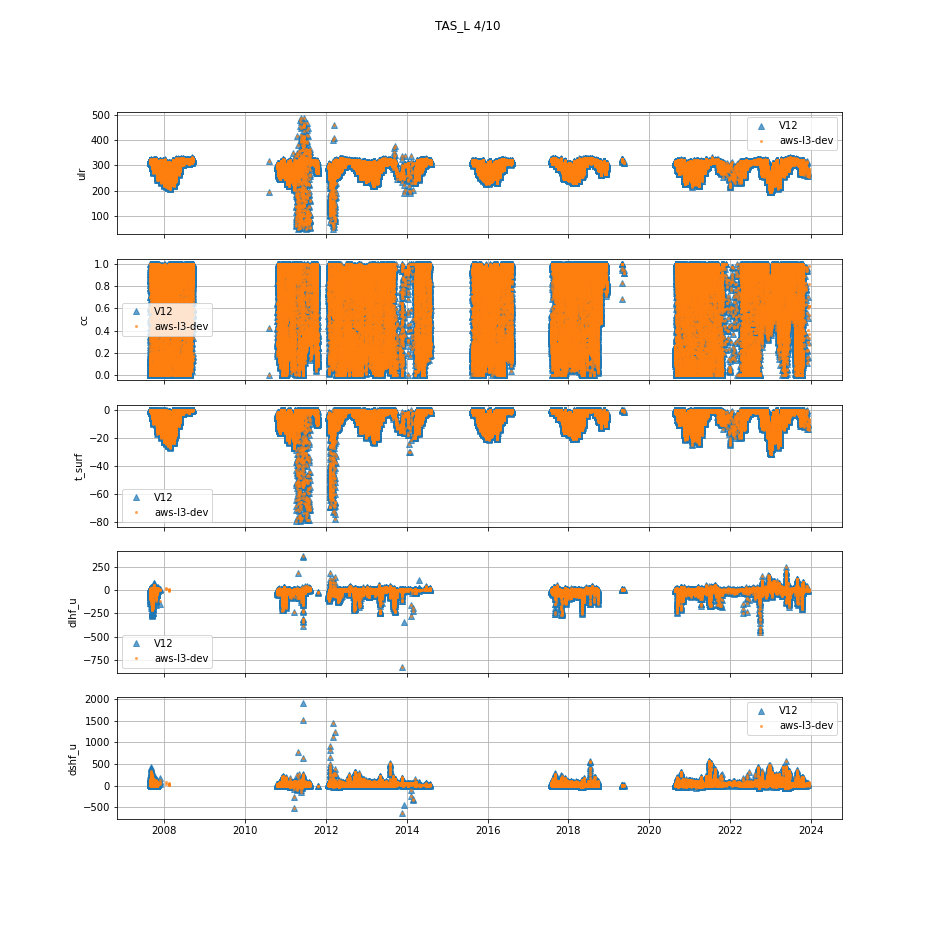 TAS_L 4/10
500
400
300
200
100
ulr
V12
aws-l3-dev
1.0
0.8
0.6
0.4
0.2
0.0
cc
V12
aws-l3-dev
0
−20
−40
−60
−80
t_surf
V12
aws-l3-dev
250
0
−250
−500
−750
dlhf_u
V12
aws-l3-dev
2000
1500
1000
500
0
−500
dshf_u
V12
aws-l3-dev
2008 2010 2012 2014 2016 2018 2020 2022 2024